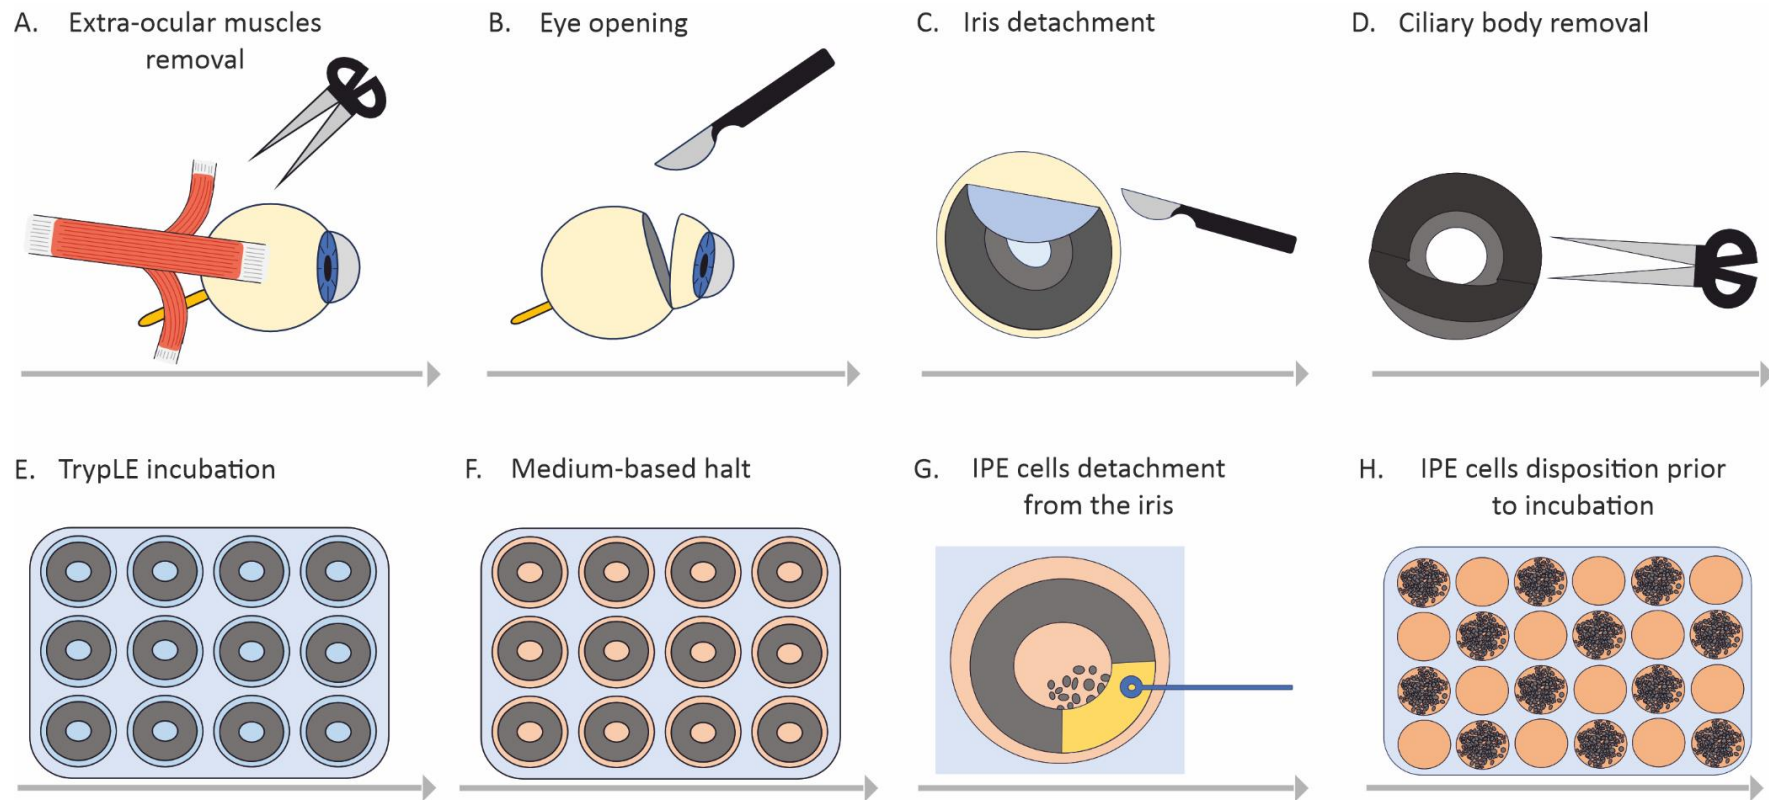 A. Extra-ocular muscles
removal
B. Eye opening
C. Iris detachment
D. Ciliary body removal
E. TrypLE incubation
F. Medium-based halt
G. IPE cells detachment
from the iris
H. IPE cells disposition prior
to incubation